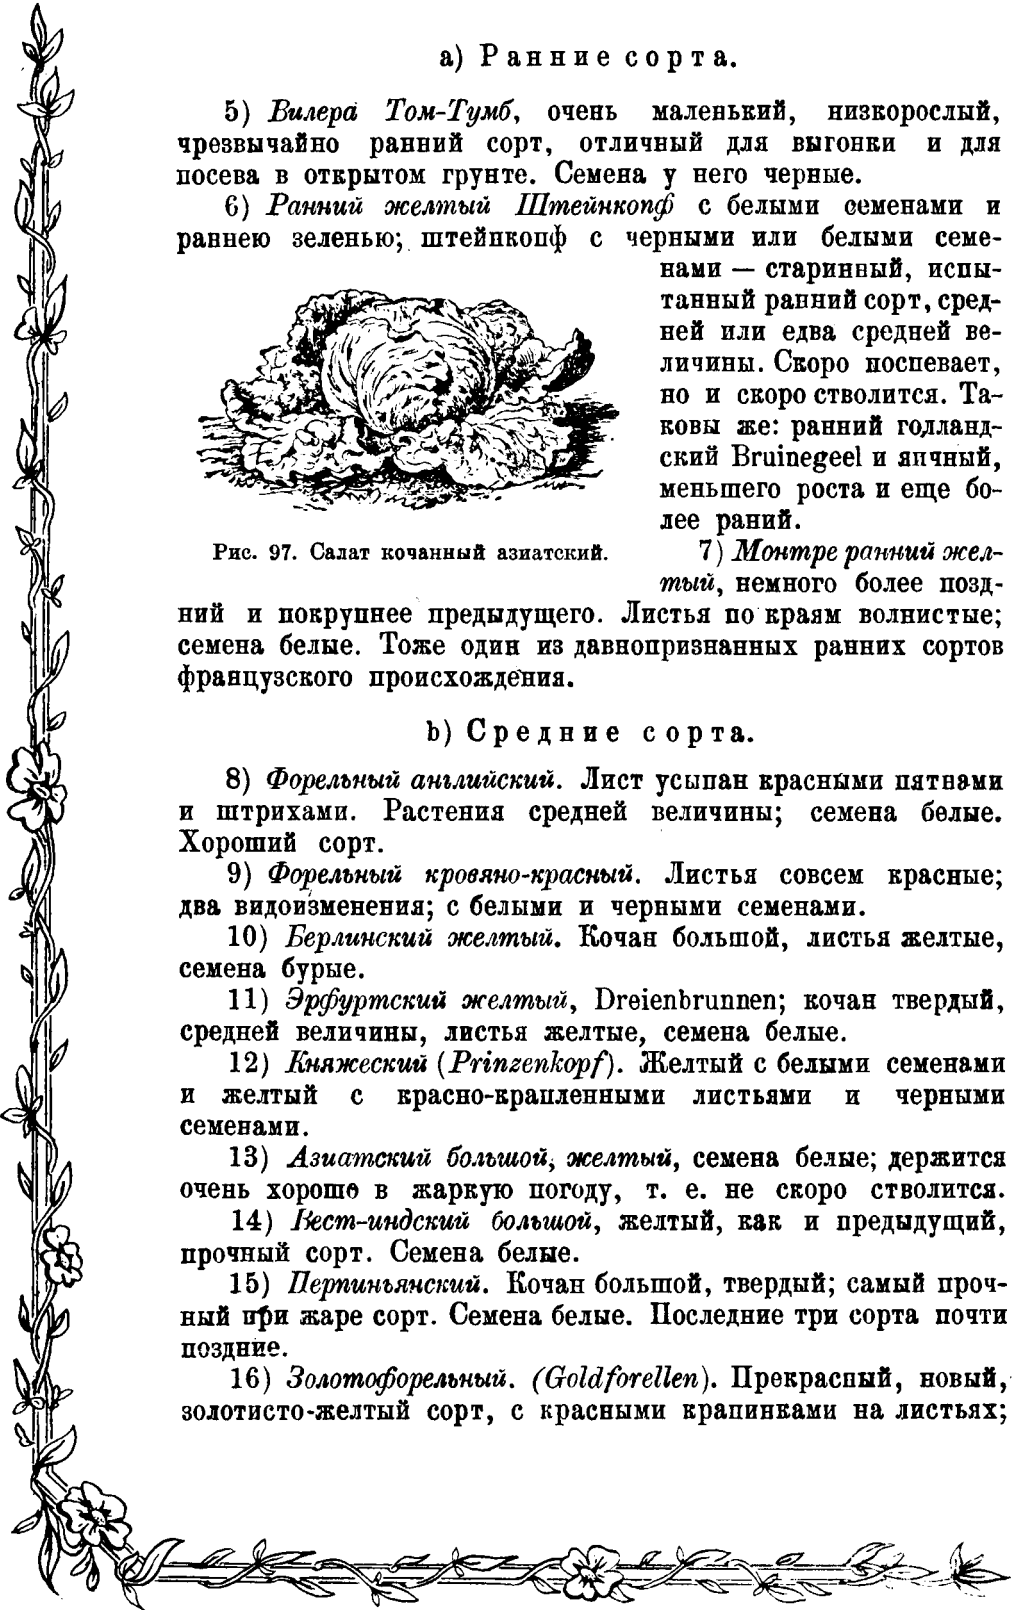 а) Ранние сорта.
5) Вилера Том-Тумб, очень маленький, низкорослый,
чрезвычайно ранний сорт, отличный для выгонки и для
посева в открытом грунте. Семена у него черные.
6) Ранний желтый Штейнкопф с белыми семенами и
раннею зеленью; штейнкопф с черными или белыми семе-
нами — старинный, испы-
танный ранний сорт, сред-
ней или едва средней ве-
личины. Скоро поспевает,
но и скоро стволится. Та-
ковы же: ранний голланд-
ский Bruinegeel и яичный,
меньшего роста и еще бо-
лее раний.
Рис. 97. Салат кочанный азиатский.
7) Монтре ранний жел-
тый, немного более позд-
ний и покрупнее предыдущего. Листья по краям волнистые;
семена белые. Тоже один из давнопризнанных ранних сортов
французского происхождения.
b) Средние сорта.
8) Форельный английский. Лист усыпан красными пятнами
и штрихами. Растения средней величины; семена белые.
Хороший сорт.
9) Форельный кровяно-красный. Листья совсем красные;
два видоизменения; с белыми и черными семенами.
10) Берлинский желтый. Кочан большой, листья желтые,
семена бурые.
11) Эрфуртский желтый, Dreienbrunnen; кочан твердый,
средней величины, листья желтые, семена белые.
12) Княжеский (Prinzenkopf). Желтый с белыми семенами
и желтый с красно-крапленными листьями и черными
семенами.
13) Азиатский большой, желтый, семена белые; держится
очень хорошо в жаркую погоду, т. е. не скоро стволится.
14) Вест-индский большой, желтый, как и предыдущий,
прочный сорт. Семена белые.
15) Перпиньянский. Кочан большой, твердый; самый проч-
ный при жаре сорт. Семена белые. Последние три сорта почти
поздние.
16) Золотофорельный. (Goldforellen). Прекрасный, новый,
золотисто-желтый сорт, с красными крапинками на листьях;